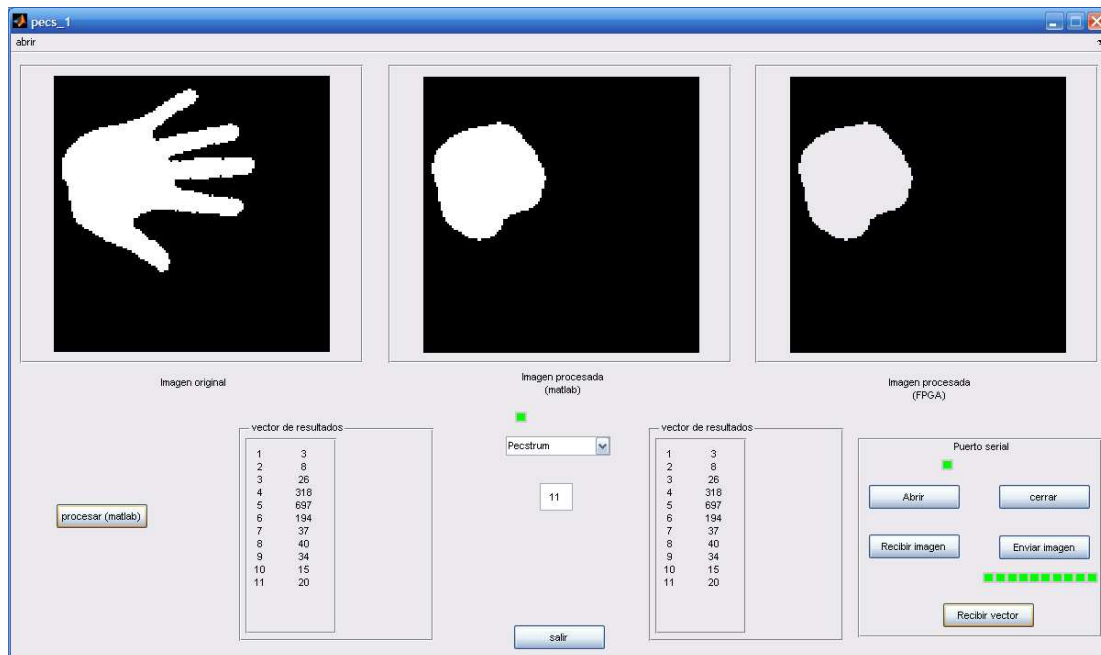 pecs_1
abrir
Imagen original
Imagen procesada
(matlab)
Imagen procesada
(FPGA)
procesar (matlab)
vector de resultados
1 3
2 8
3 26
4 318
5 697
6 194
7 37
8 40
9 34
10 15
11 20
Pecstrum
11
salir
vector de resultados
1 3
2 8
3 26
4 318
5 697
6 194
7 37
8 40
9 34
10 15
11 20
Puerto serial
Abrir
cerrar
Recibir imagen
Enviar imagen
Recibir vector